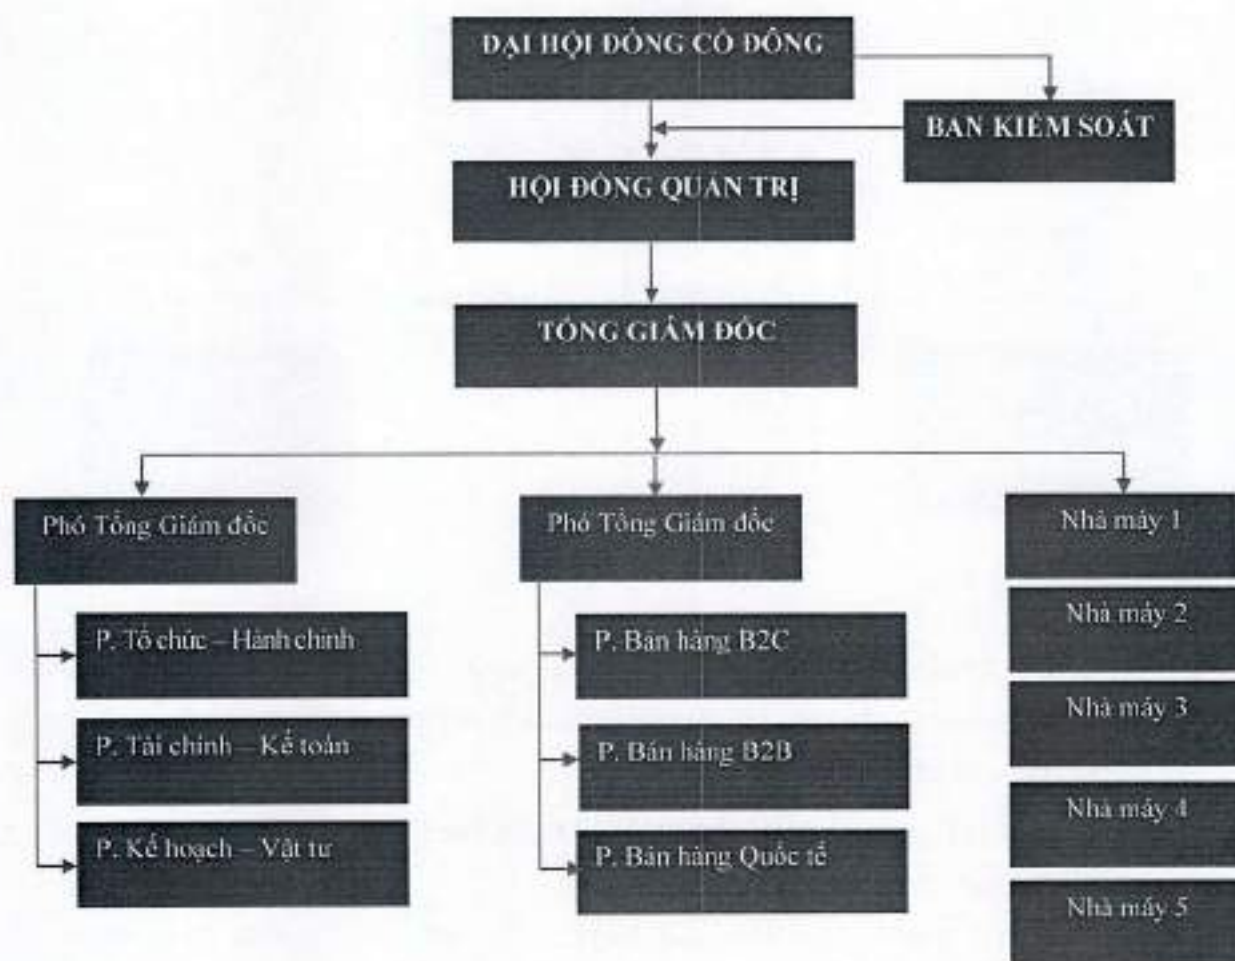 ĐẠI HỘI ĐỒNG CỔ ĐÔNG
BAN KIỂM SOÁT
HỘI ĐỒNG QUẢN TRỊ
TỔNG GIÁM ĐỐC
Phó Tổng Giám đốc
P. Tổ chức – Hành chính
P. Tài chính – Kế toán
P. Kế hoạch – Vật tư
Phó Tổng Giám đốc
P. Bán hàng B2C
P. Bán hàng B2B
P. Bán hàng Quốc tế
Nhà máy 1
Nhà máy 2
Nhà máy 3
Nhà máy 4
Nhà máy 5